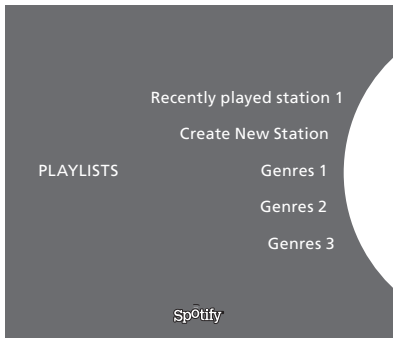 Recently played station 1
Create New Station
PLAYLISTS
Genres 1
Genres 2
Genres 3
Spotify